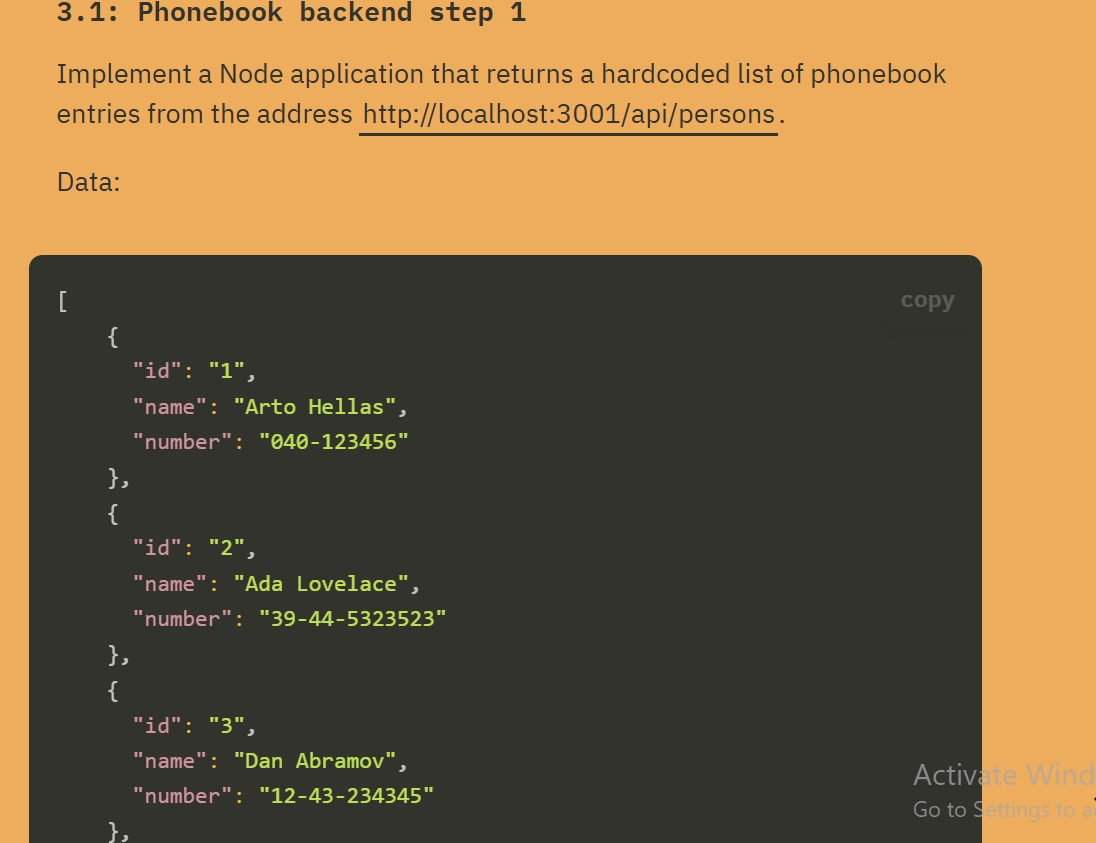 3.1: Phonebook backend step 1
Implement a Node application that returns a hardcoded list of phonebook
entries from the address http://localhost:3001/api/persons.
Data:
copy
[
{
"id": "1",
"name": "Arto Hellas",
"number": "040-123456"
},
{
"id": "2",
"name": "Ada Lovelace",
"number": "39-44-5323523"
},
{
"id": "3",
"name": "Dan Abramov",
"number": "12-43-234345"
},
Activate Wind
Go to Settings to a